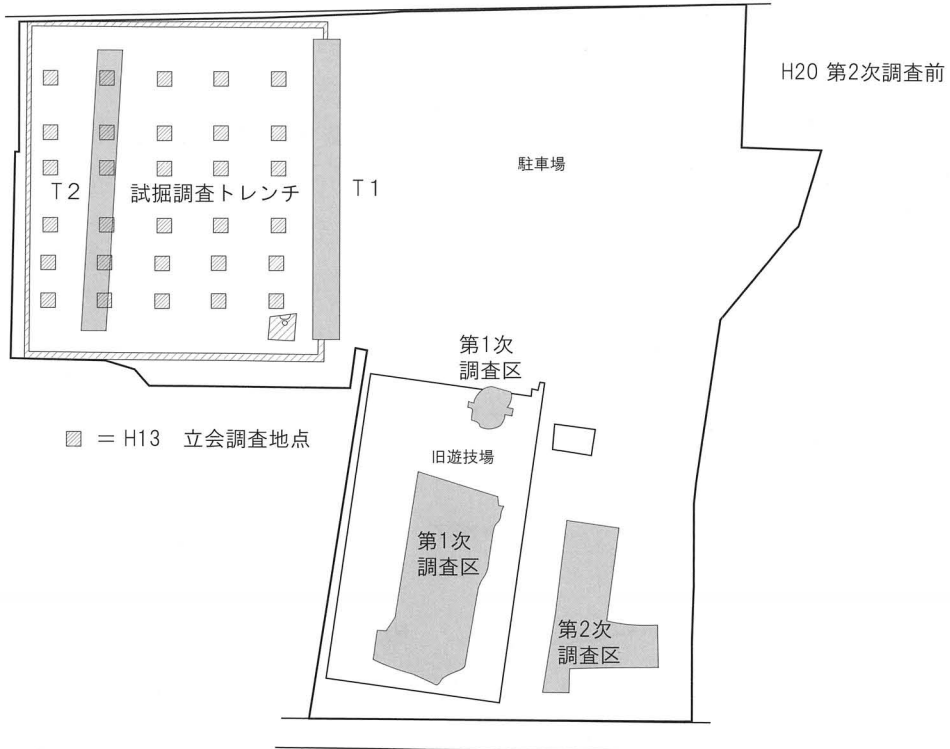 H20 第2次調査前
駐車場
T2
試掘調査トレンチ
T1
第1次
調査区
= H13 立会調査地点
旧遊技場
第1次
調査区
第2次
調査区